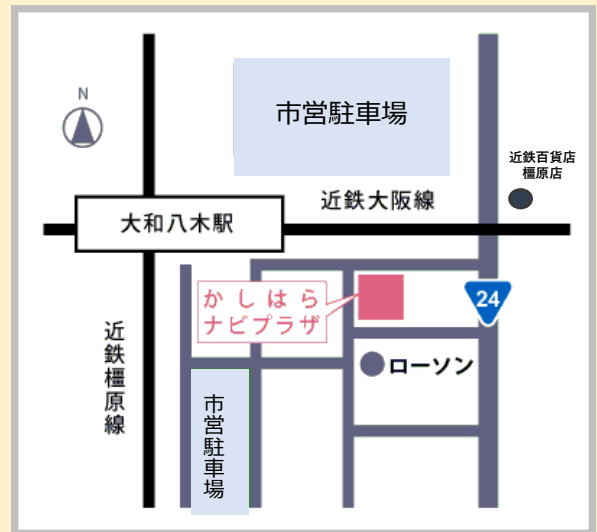 N
市営駐車場
近鉄百貨店
橿原店
近鉄大阪線
大和八木駅
かしはら
ナビプラザ
24
近鉄橿原線
ローソン
市営駐車場